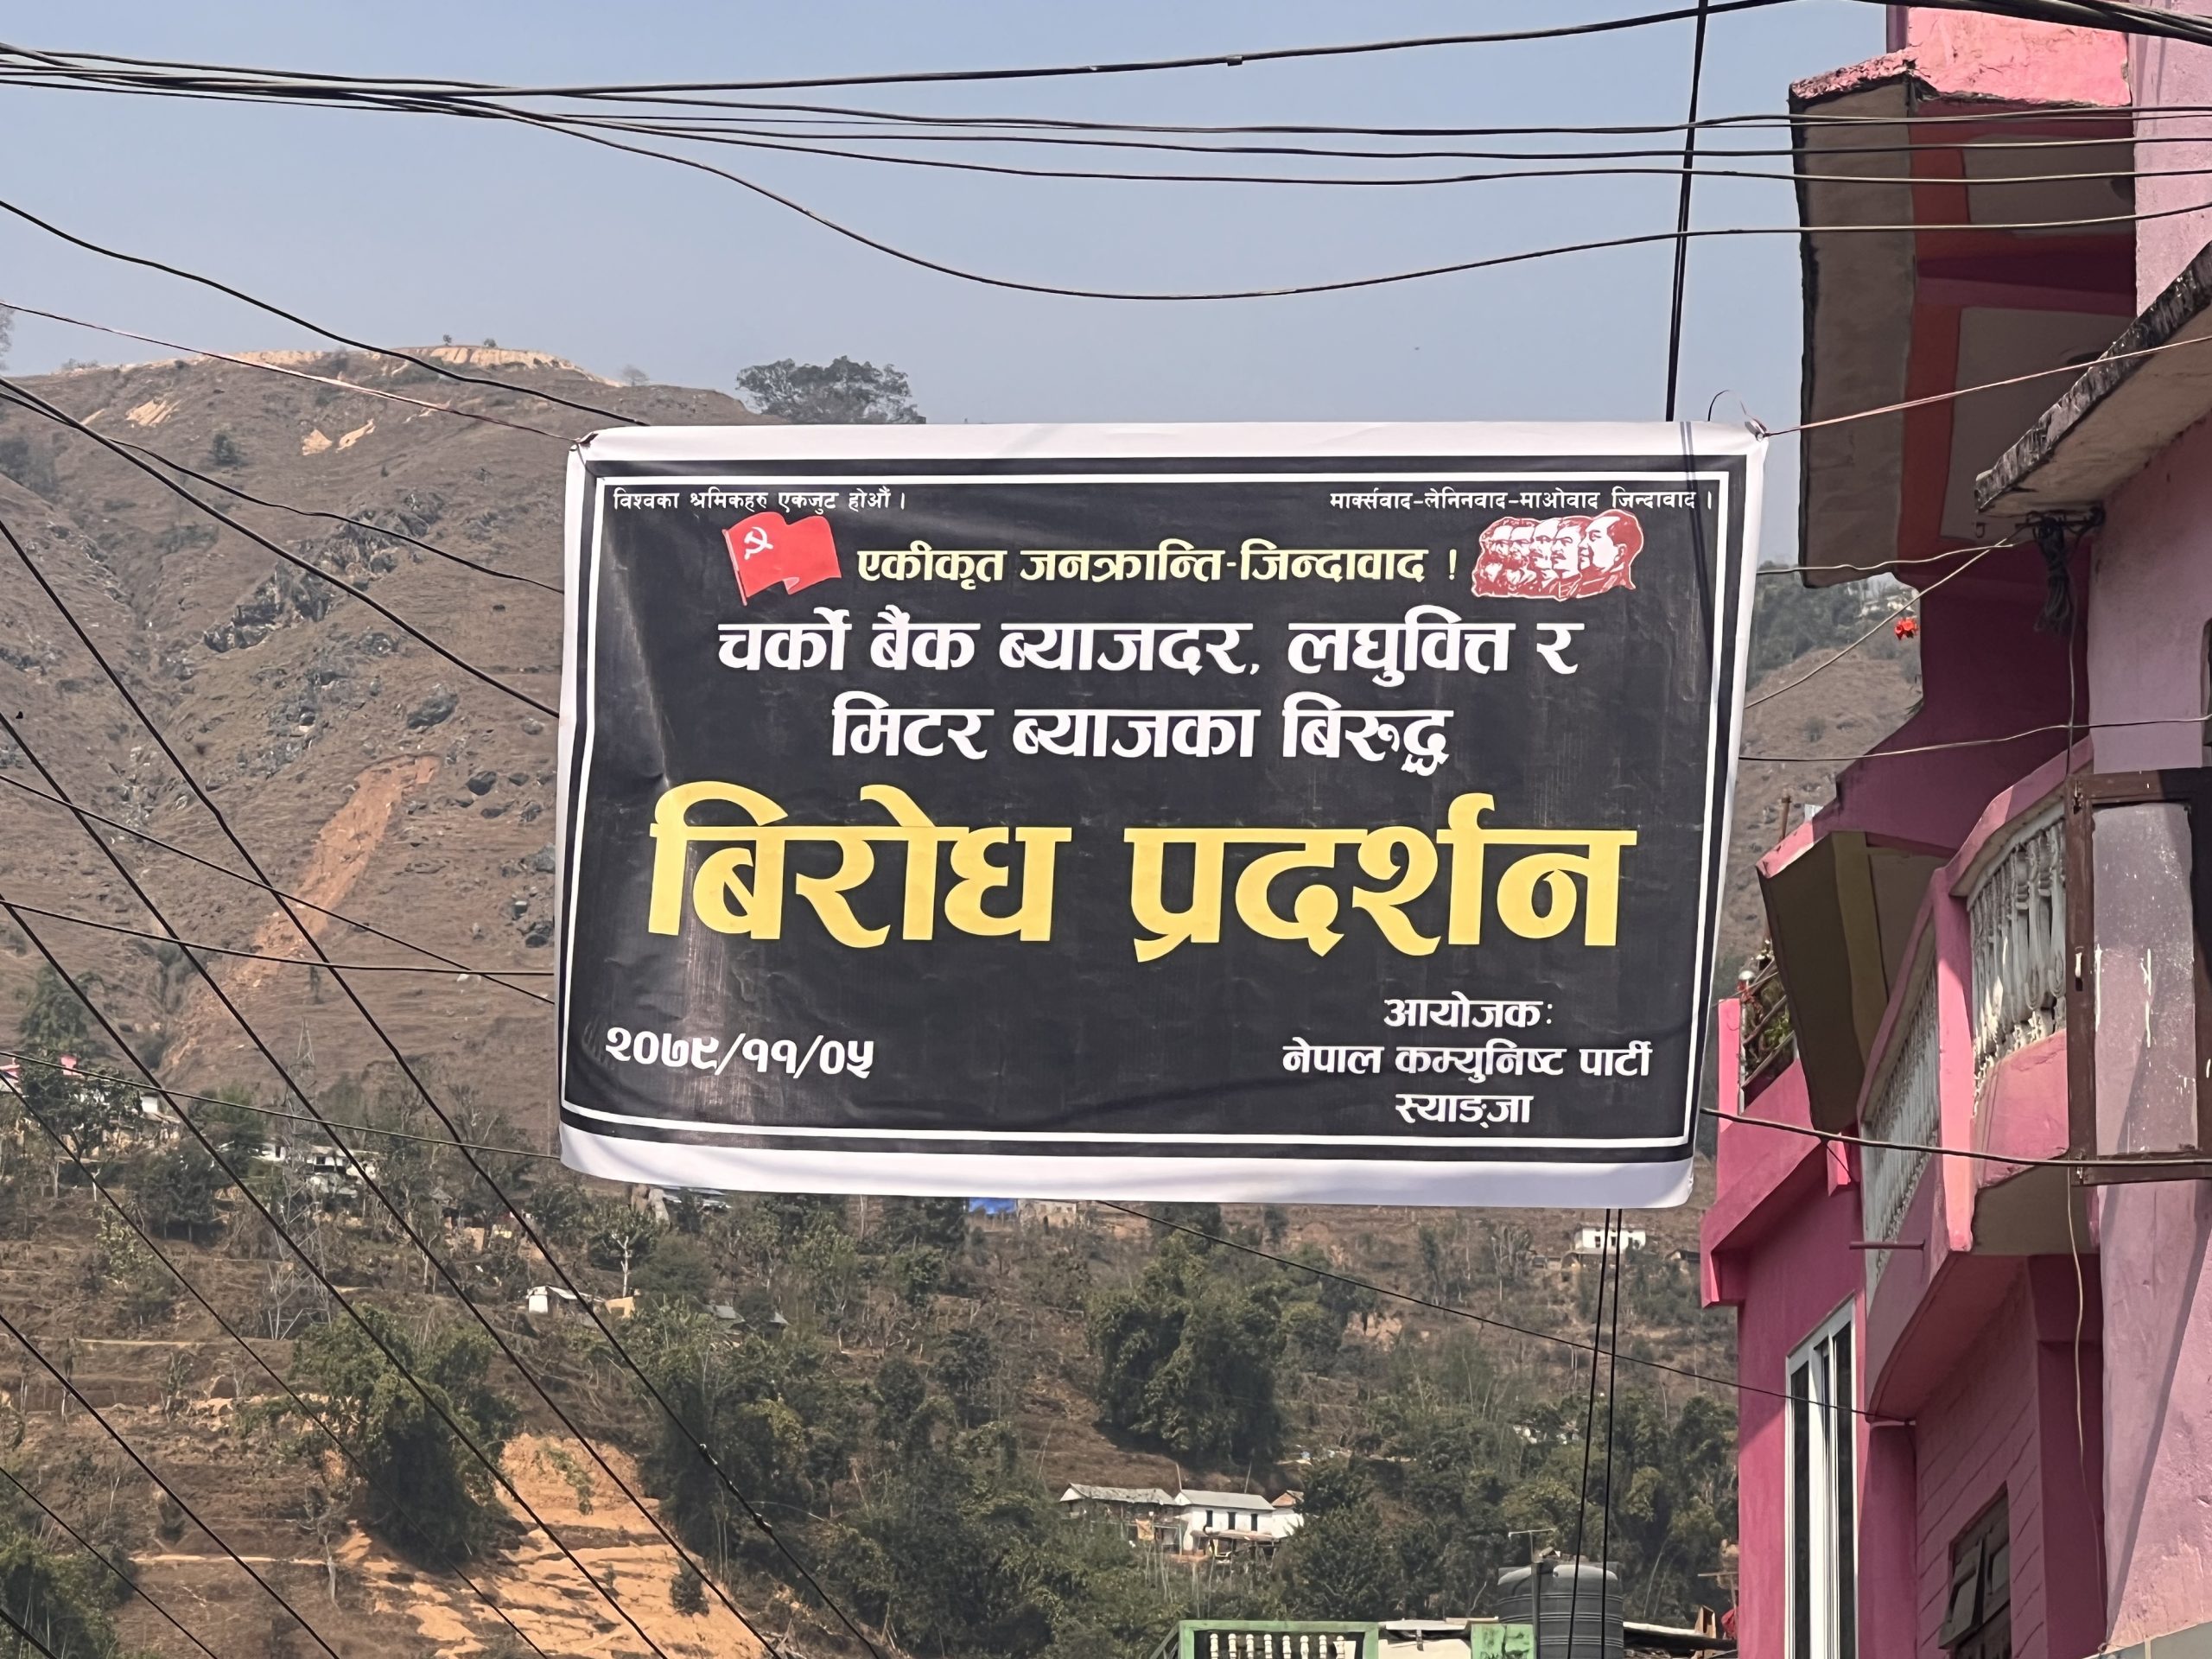 विश्वका श्रमिकहरु एकजुट होऔं ।
मार्क्सवाद-लेनिनवाद-माओवाद जिन्दावाद ।
एकीकृत जनक्रान्ति-जिन्दावाद !
चर्को बैंक ब्याजदर, लघुवित्त र
मिटर ब्याजका बिरुद्ध
बिरोध प्रदर्शन
२०७९/११/०५
आयोजकः
नेपाल कम्युनिष्ट पार्टी
स्याङ्जा